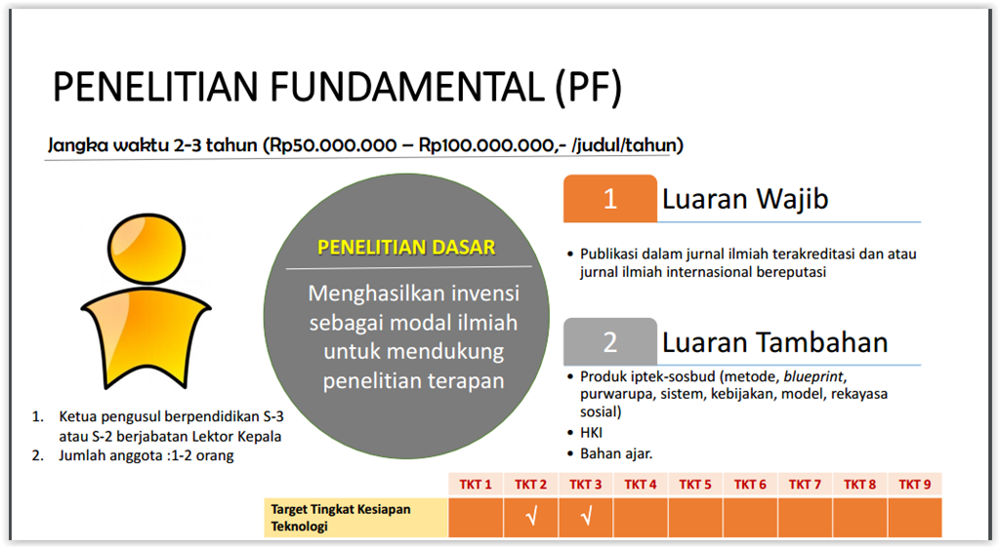 PENELITIAN FUNDAMENTAL (PF)
Jangka waktu 2-3 tahun (Rp50.000.000 – Rp100.000.000,- /judul/tahun)
1. Ketua pengusul berpendidikan S-3
atau S-2 berjabatan Lektor Kepala
2. Jumlah anggota :1-2 orang
PENELITIAN DASAR
Menghasilkan invensi
sebagai modal ilmiah
untuk mendukung
penelitian terapan
1 Luaran Wajib
• Publikasi dalam jurnal ilmiah terakreditasi dan atau
jurnal ilmiah internasional bereputasi
2 Luaran Tambahan
• Produk iptek-sosbud (metode, blueprint,
purwarupa, sistem, kebijakan, model, rekayasa
sosial)
• HKI
• Bahan ajar.
TKT 1 TKT 2 TKT 3 TKT 4 TKT 5 TKT 6 TKT 7 TKT 8 TKT 9
Target Tingkat Kesiapan
Teknologi
√ √